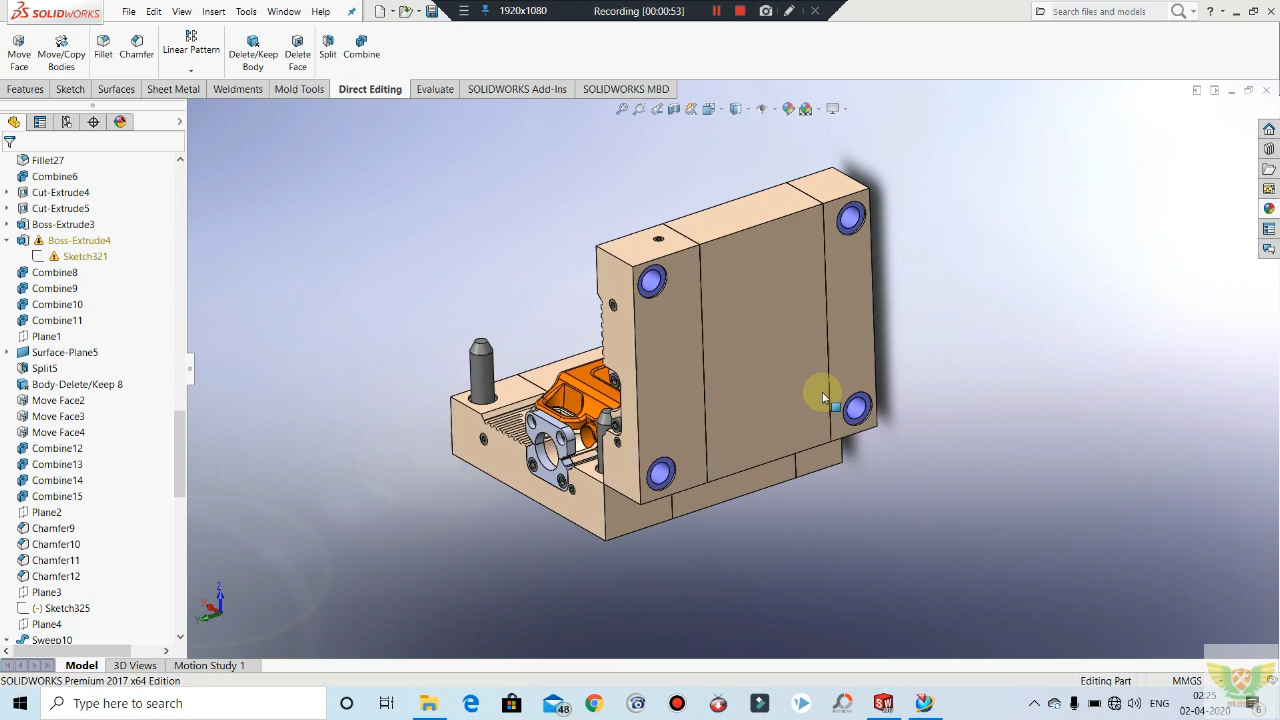 SOLIDWORKS
File Edit View Insert Tools Window Help
1920x1080 Recording [00:00:53]
Search files and models
Move Face
Move/Copy Bodies
Fillet
Chamfer
Linear Pattern
Delete/Keep Body
Delete Face
Split
Combine
Features Sketch Surfaces Sheet Metal Weldments Mold Tools Direct Editing Evaluate SOLIDWORKS Add-Ins SOLIDWORKS MBD
Fillet27
Combine6
Cut-Extrude4
Cut-Extrude5
Boss-Extrude3
Boss-Extrude4
Sketch321
Combine8
Combine9
Combine10
Combine11
Plane1
Surface-Plane5
Split5
Body-Delete/Keep 8
Move Face2
Move Face3
Move Face4
Combine12
Combine13
Combine14
Combine15
Plane2
Chamfer9
Chamfer10
Chamfer11
Chamfer12
Plane3
(-) Sketch325
Plane4
Sweep10
Z
X
Y
Model 3D Views Motion Study 1
SOLIDWORKS Premium 2017 x64 Edition
Editing Part MMGS
Type here to search
48
ENG
02:25
02-04-2020
6